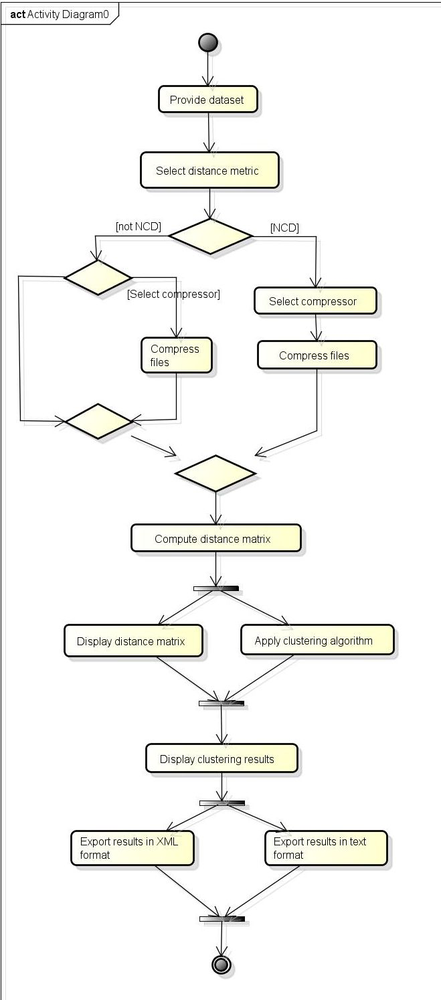 act Activity Diagram0
Provide dataset
Select distance metric
[not NCD]
[NCD]
[Select compressor]
Select compressor
Compress
files
Compress files
Compute distance matrix
Display distance matrix
Apply clustering algorithm
Display clustering results
Export results in XML
format
Export results in text
format